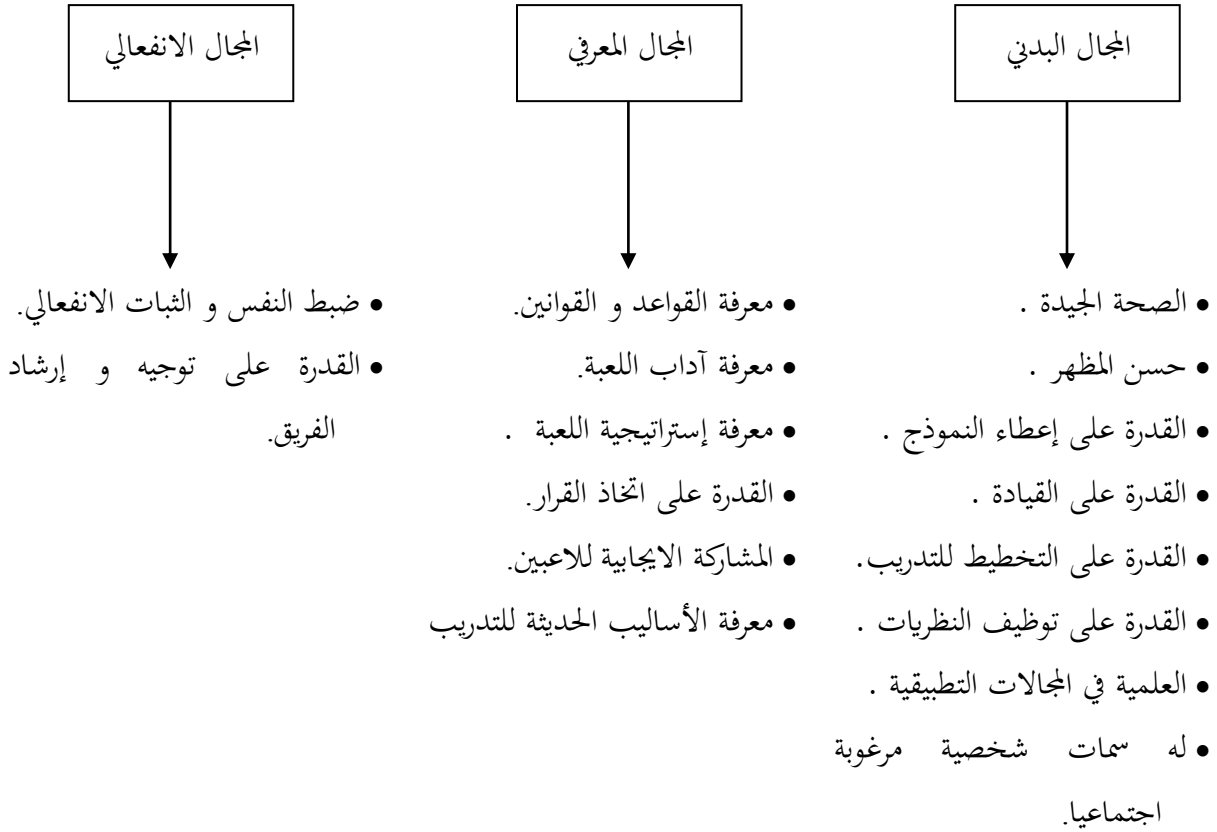 المجال البدني
المجال المعرفي
المجال الانفعالي
• الصحة الجيدة .
• حسن المظهر .
• القدرة على إعطاء النموذج .
• القدرة على القيادة .
• القدرة على التخطيط للتدريب.
• القدرة على توظيف النظريات .
• العلمية في المجالات التطبيقية .
• له سمات شخصية مرغوبة
اجتماعيا.
• معرفة القواعد و القوانين.
• معرفة آداب اللعبة.
• معرفة إستراتيجية اللعبة .
• القدرة على اتخاذ القرار.
• المشاركة الايجابية للاعبين.
• معرفة الأساليب الحديثة للتدريب
• ضبط النفس و الثبات الانفعالي.
• القدرة على توجيه و إرشاد
الفريق.